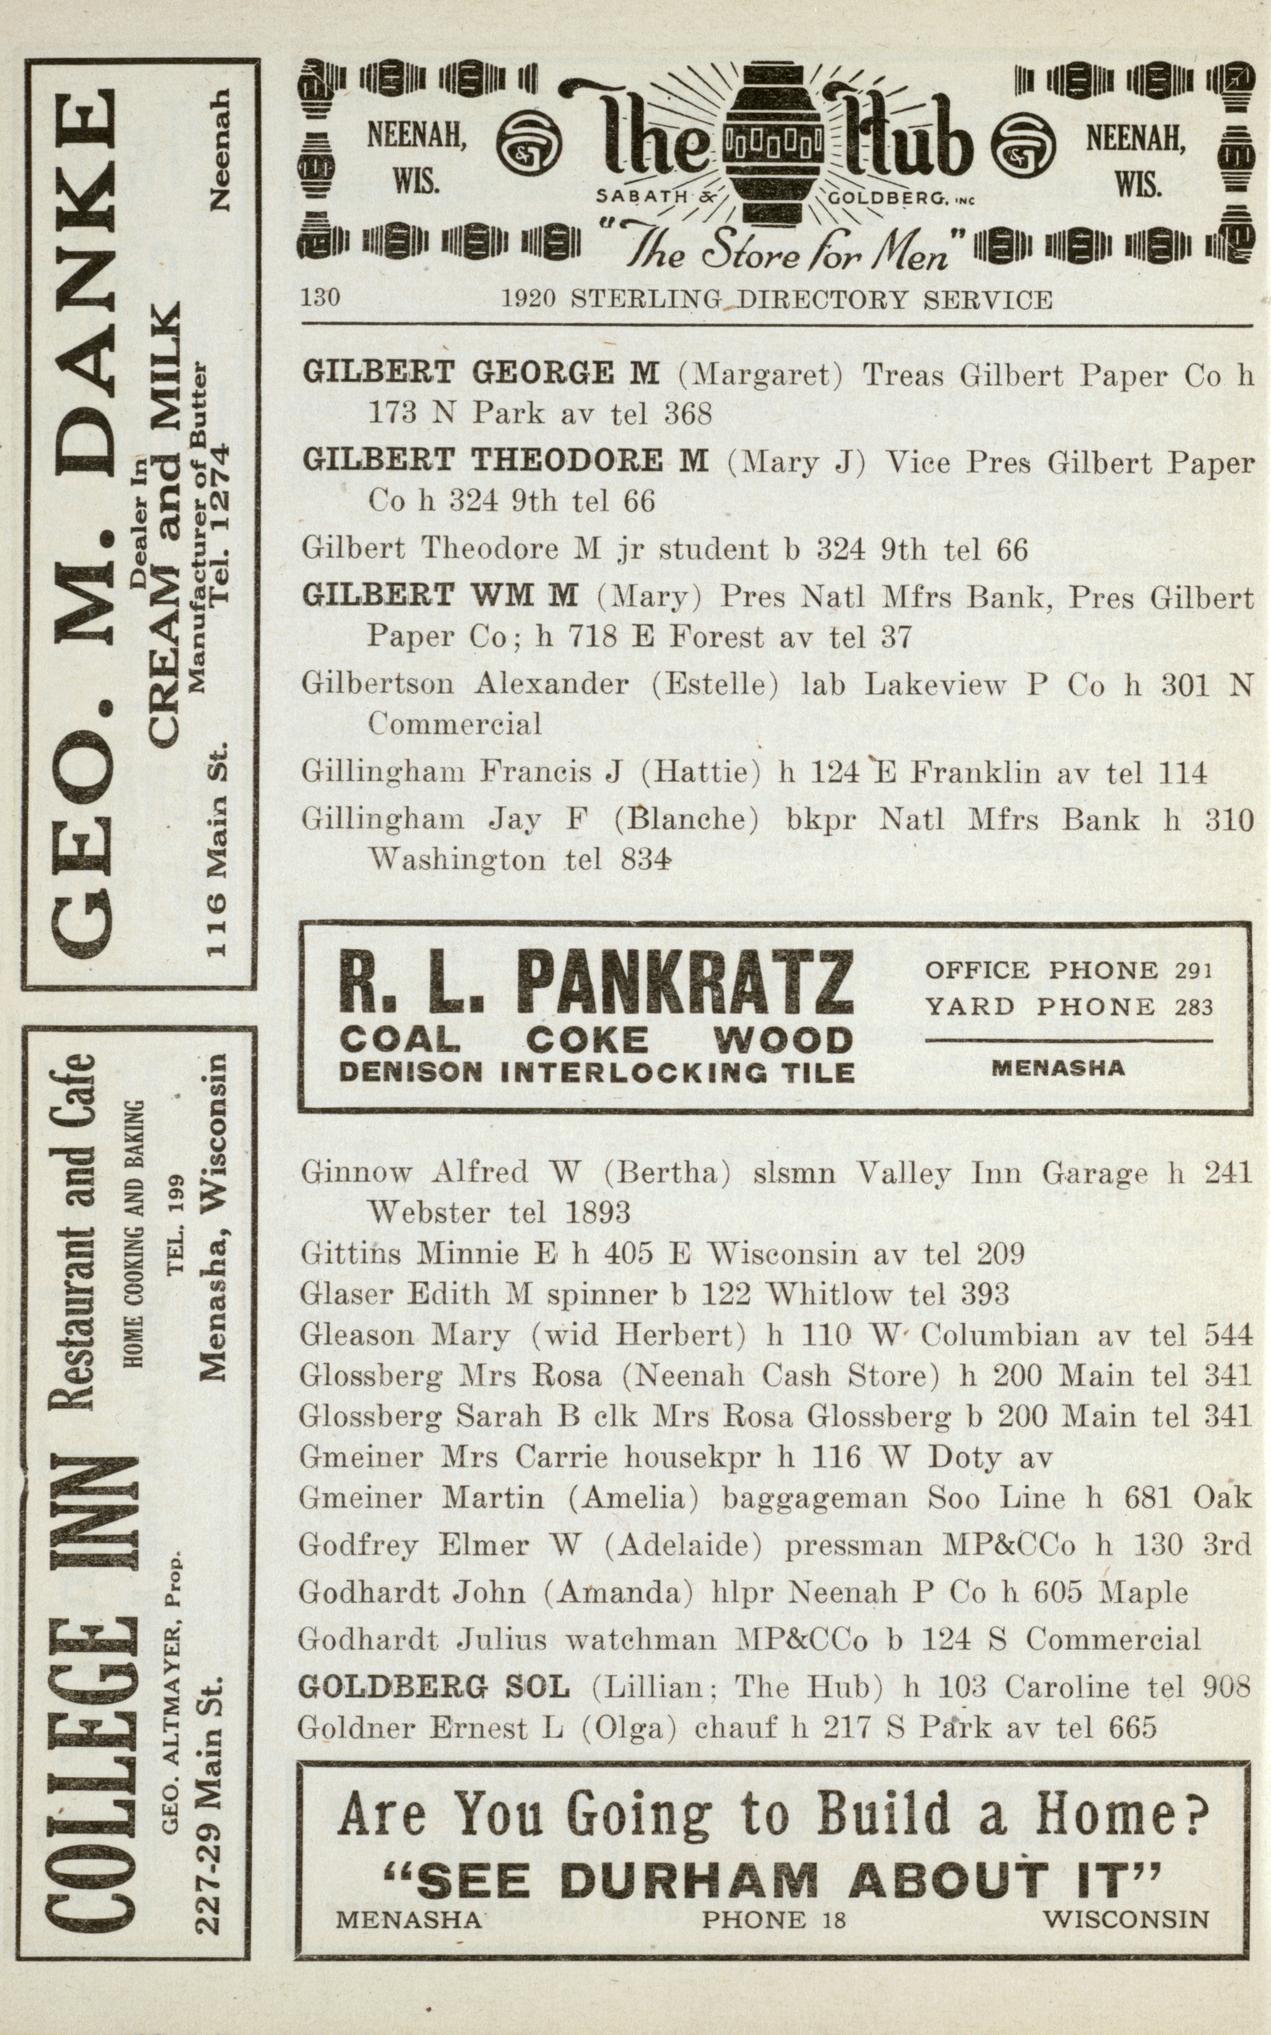 NEENAH,
WIS.
The Hub
SABATH & GOLDBERG, INC
"The Store for Men"
NEENAH,
WIS.
130 1920 STERLING DIRECTORY SERVICE
GILBERT GEORGE M (Margaret) Treas Gilbert Paper Co h
173 N Park av tel 368
GILBERT THEODORE M (Mary J) Vice Pres Gilbert Paper
Co h 324 9th tel 66
Gilbert Theodore M jr student b 324 9th tel 66
GILBERT WM M (Mary) Pres Natl Mfrs Bank, Pres Gilbert
Paper Co; h 718 E Forest av tel 37
Gilbertson Alexander (Estelle) lab Lakeview P Co h 301 N
Commercial
Gillingham Francis J (Hattie) h 124 E Franklin av tel 114
Gillingham Jay F (Blanche) bkpr Natl Mfrs Bank h 310
Washington tel 834
R. L. PANKRATZ
COAL COKE WOOD
DENISON INTERLOCKING TILE
OFFICE PHONE 291
YARD PHONE 283
MENASHA
Ginnow Alfred W (Bertha) slsmn Valley Inn Garage h 241
Webster tel 1893
Gittins Minnie E h 405 E Wisconsin av tel 209
Glaser Edith M spinner b 122 Whitlow tel 393
Gleason Mary (wid Herbert) h 110 W Columbian av tel 544
Glossberg Mrs Rosa (Neenah Cash Store) h 200 Main tel 341
Glossberg Sarah B clk Mrs Rosa Glossberg b 200 Main tel 341
Gmeiner Mrs Carrie housekpr h 116 W Doty av
Gmeiner Martin (Amelia) baggageman Soo Line h 681 Oak
Godfrey Elmer W (Adelaide) pressman MP&CCo h 130 3rd
Godhardt John (Amanda) hlpr Neenah P Co h 605 Maple
Godhardt Julius watchman MP&CCo b 124 S Commercial
GOLDBERG SOL (Lillian; The Hub) h 103 Caroline tel 908
Goldner Ernest L (Olga) chauf h 217 S Park av tel 665
Are You Going to Build a Home?
"SEE DURHAM ABOUT IT"
MENASHA PHONE 18 WISCONSIN
GEO. M. DANKE
Dealer In
CREAM and MILK
Manufacturer of Butter
Tel. 1274
116 Main St. Neenah
COLLEGE INN Restaurant and Cafe
HOME COOKING AND BAKING
GEO. ALTMAYER, Prop. TEL. 199
227-29 Main St. Menasha, Wisconsin